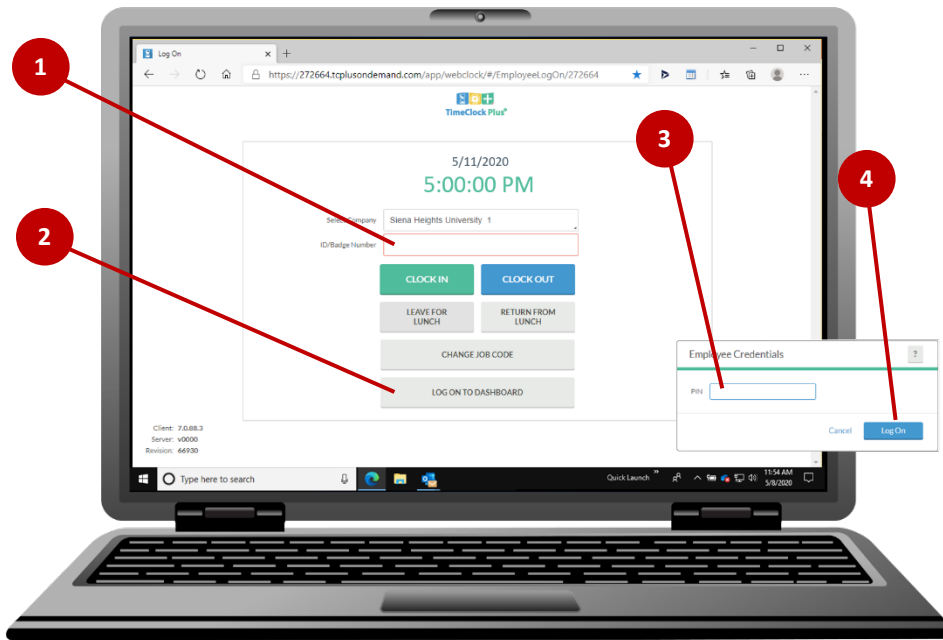 Log On
https://272664.tcplusondemand.com/app/webclock/#/EmployeeLogOn/272664
TimeClock Plus®
1
5/11/2020
5:00:00 PM
3
4
Select Company Siena Heights University 1
2
ID/Badge Number
CLOCK IN CLOCK OUT
LEAVE FOR
LUNCH
RETURN FROM
LUNCH
CHANGE JOB CODE
LOG ON TO DASHBOARD
Employee Credentials ?
PIN
Cancel Log On
Client: 7.0.88.3
Server: v0000
Revision: 66930
Type here to search
Quick Launch »
11:54 AM
5/8/2020